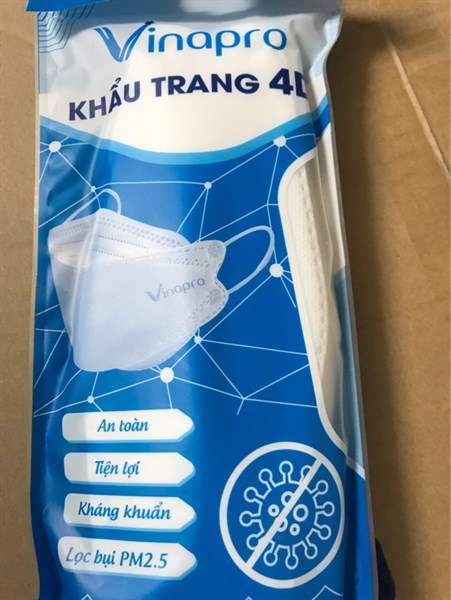 Vinapro
KHẨU TRANG 4D
Vinapro
An toàn
Tiện lợi
Kháng khuẩn
Lọc bụi PM2.5